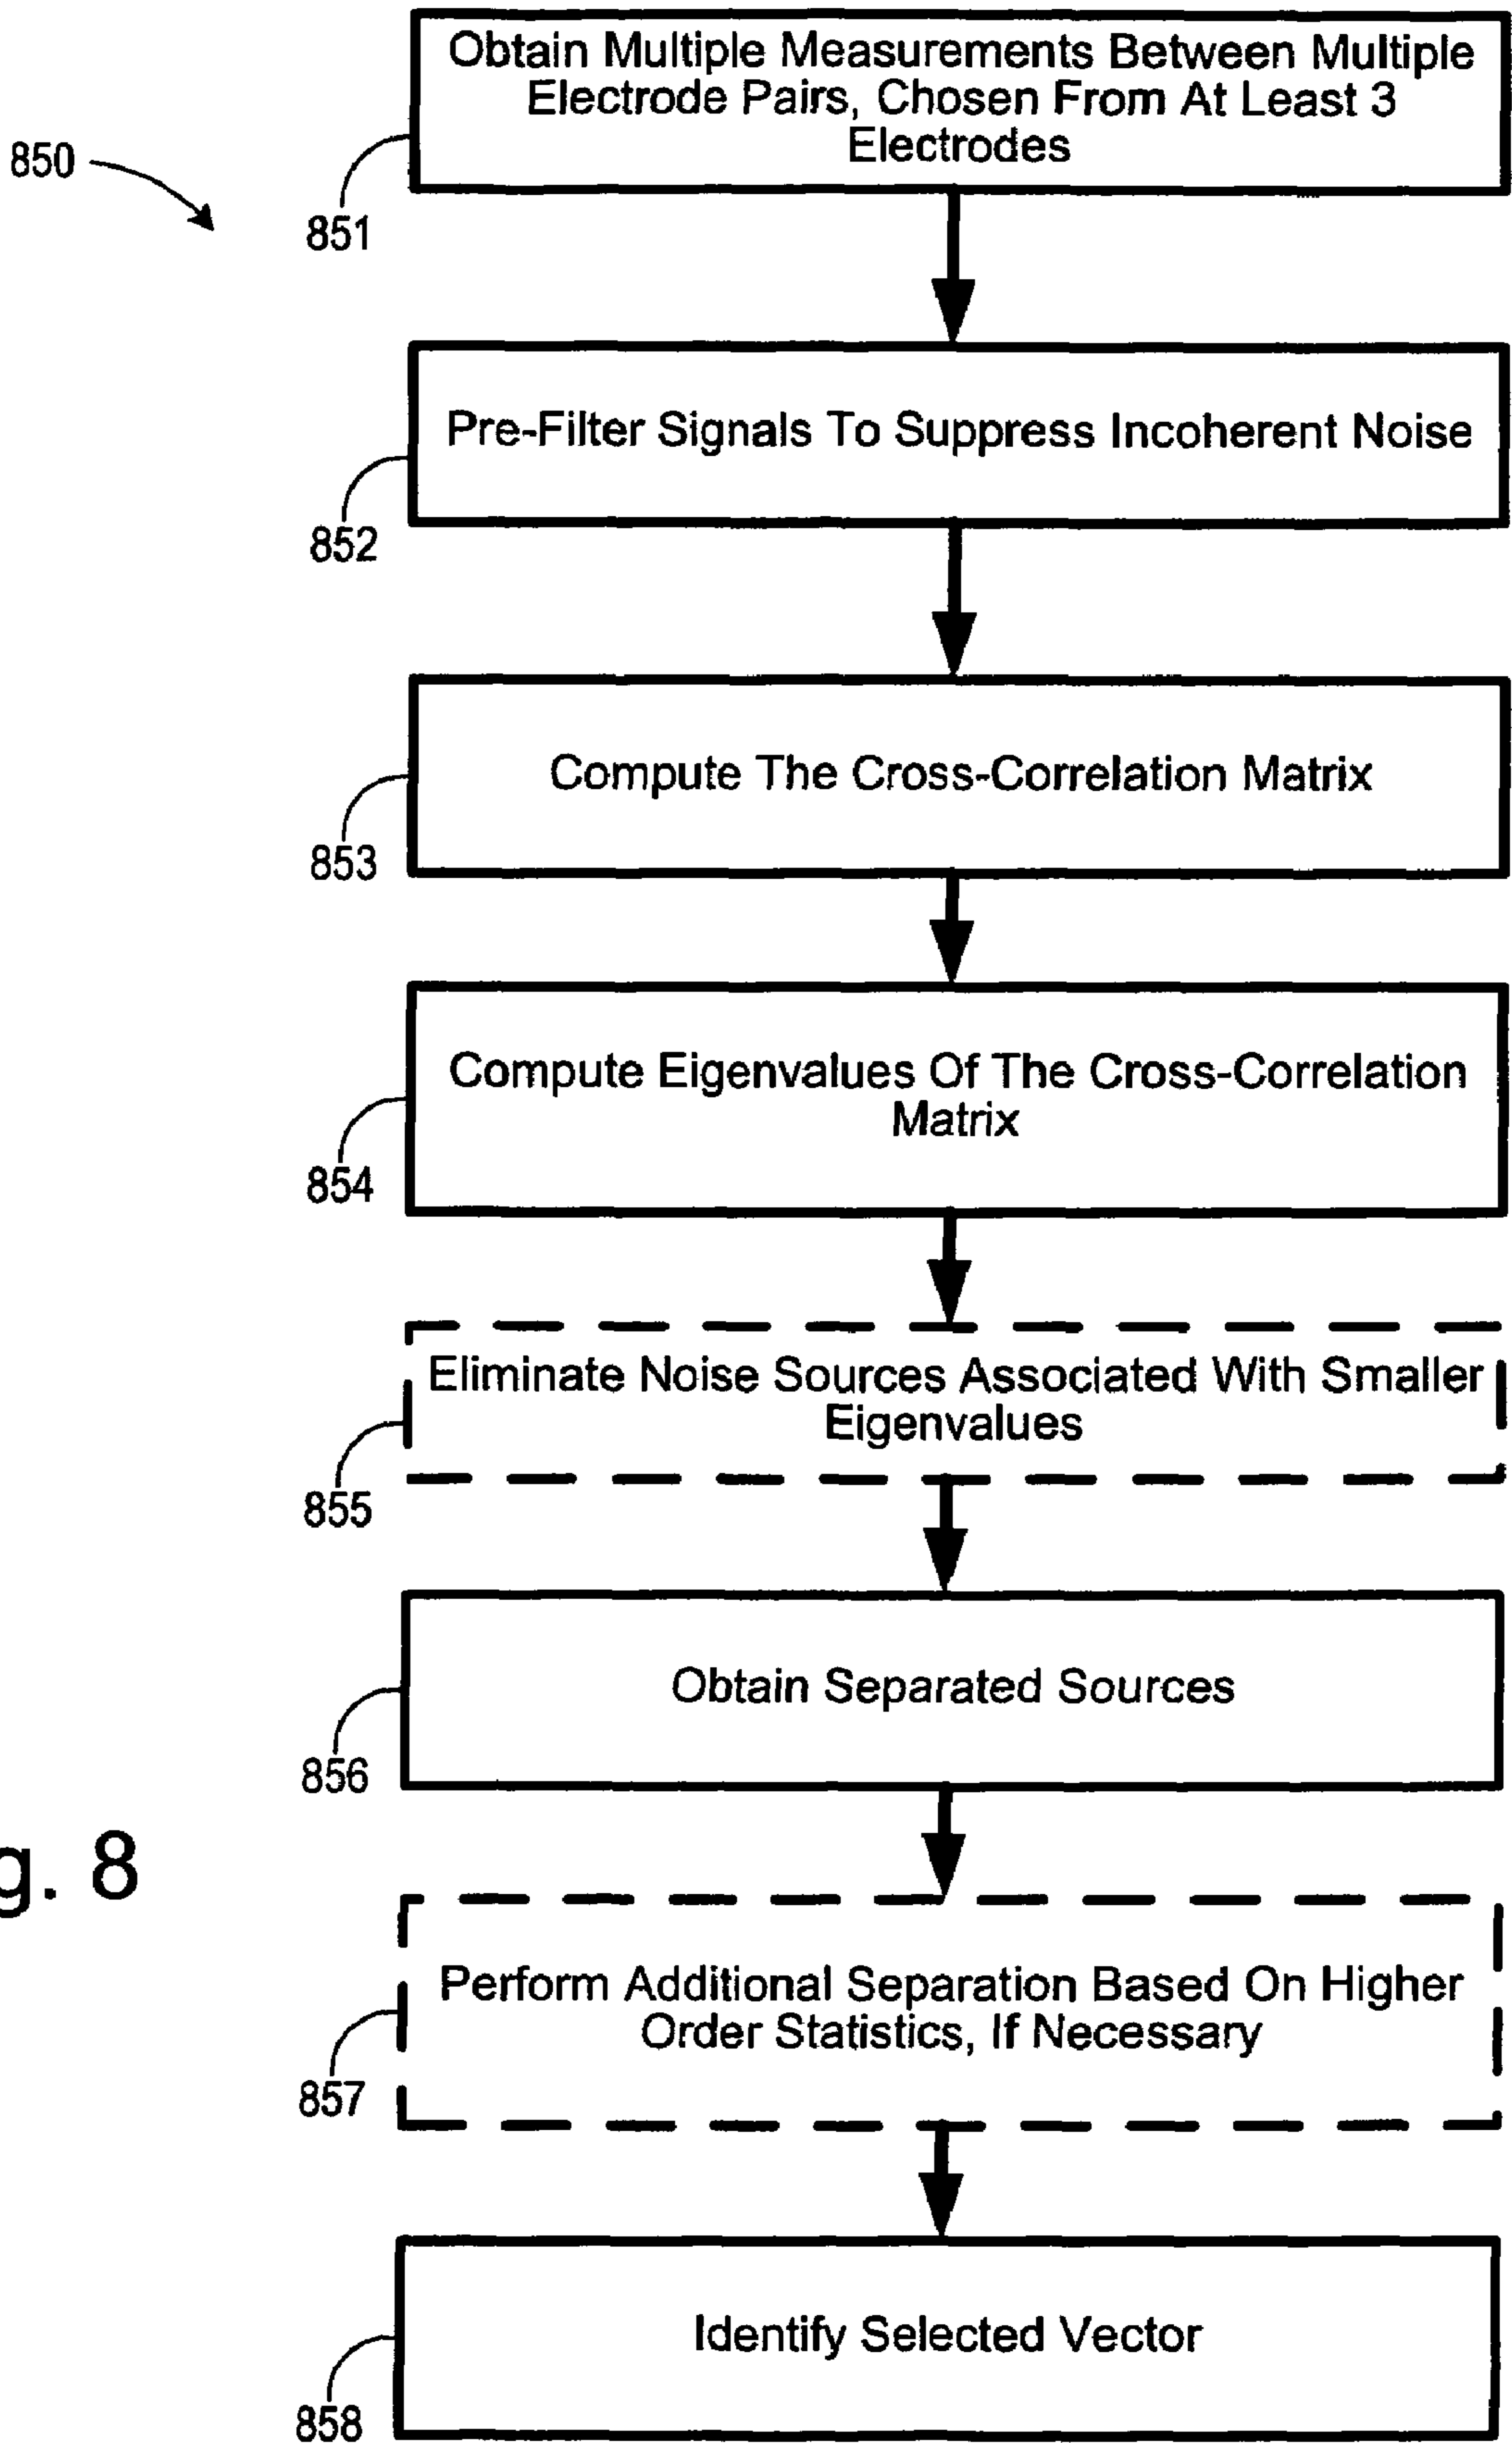 Obtain Multiple Measurements Between Multiple
Electrode Pairs, Chosen From At Least 3
Electrodes
850
851
Pre-Filter Signals To Suppress Incoherent Noise
852
Compute The Cross-Correlation Matrix
853
Compute Eigenvalues Of The Cross-Correlation
Matrix
854
Eliminate Noise Sources Associated With Smaller
Eigenvalues
855
Obtain Separated Sources
856
g. 8
Perform Additional Separation Based On Higher
Order Statistics, If Necessary
857
Identify Selected Vector
858